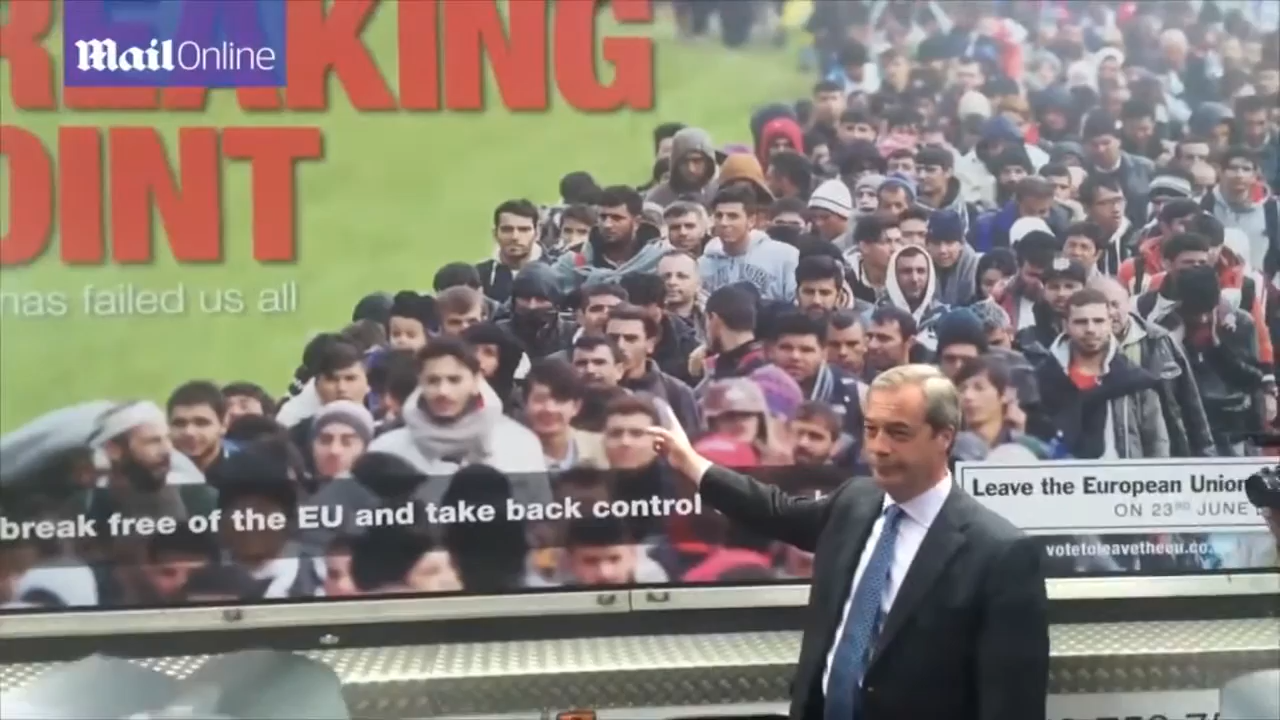 MailOnline
REAKING
OINT
has failed us all
break free of the EU and take back control
Leave the European Union
ON 23RD JUNE
votetoleavetheeu.co.u